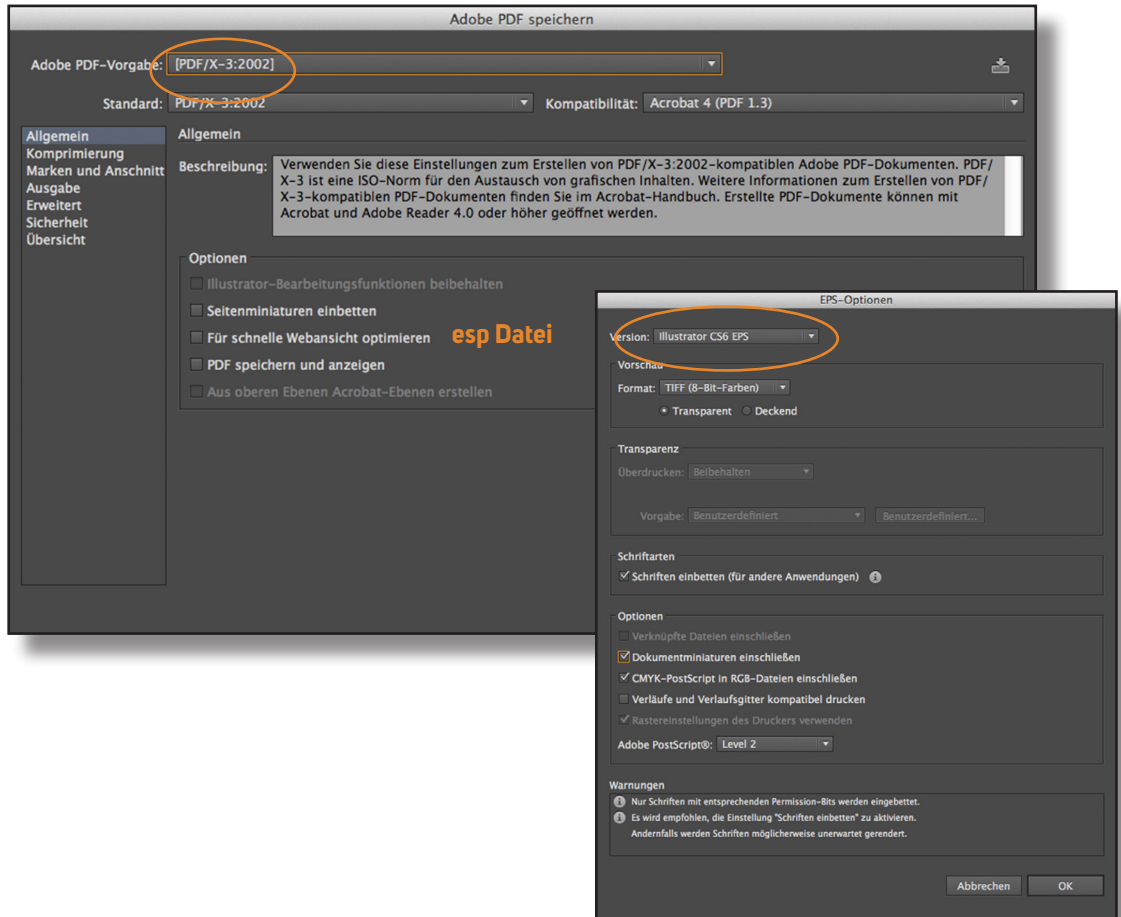 Adobe PDF speichern
Adobe PDF-Vorgabe: [PDF/X-3:2002]
Standard: PDF/X-3:2002 Kompatibilität: Acrobat 4 (PDF 1.3)
Allgemein
Komprimierung
Marken und Anschnitt
Ausgabe
Erweitert
Sicherheit
Übersicht
Allgemein
Beschreibung: Verwenden Sie diese Einstellungen zum Erstellen von PDF/X-3:2002-kompatiblen Adobe PDF-Dokumenten. PDF/
X-3 ist eine ISO-Norm für den Austausch von grafischen Inhalten. Weitere Informationen zum Erstellen von PDF/
X-3-kompatiblen PDF-Dokumenten finden Sie im Acrobat-Handbuch. Erstellte PDF-Dokumente können mit
Acrobat und Adobe Reader 4.0 oder höher geöffnet werden.
Optionen
Illustrator-Bearbeitungsfunktionen beibehalten
Seitenminiaturen einbetten
Für schnelle Webansicht optimieren
PDF speichern und anzeigen
Aus oberen Ebenen Acrobat-Ebenen erstellen
esp Datei
EPS-Optionen
Version: Illustrator CS6 EPS
Vorschau
Format: TIFF (8-Bit-Farben)
Transparent Deckend
Transparenz
Überdrucken: Beibehalten
Vorgabe: Benutzerdefiniert Benutzerdefiniert...
Schriftarten
Schriften einbetten (für andere Anwendungen)
Optionen
Verknüpfte Dateien einschließen
Dokumentminiaturen einschließen
CMYK-PostScript in RGB-Dateien einschließen
Verläufe und Verlaufsgitter kompatibel drucken
Rastereinstellungen des Druckers verwenden
Adobe PostScript®: Level 2
Warnungen
Nur Schriften mit entsprechenden Permission-Bits werden eingebettet.
Es wird empfohlen, die Einstellung "Schriften einbetten" zu aktivieren.
Andernfalls werden Schriften möglicherweise unerwartet gerendert.
Abbrechen OK